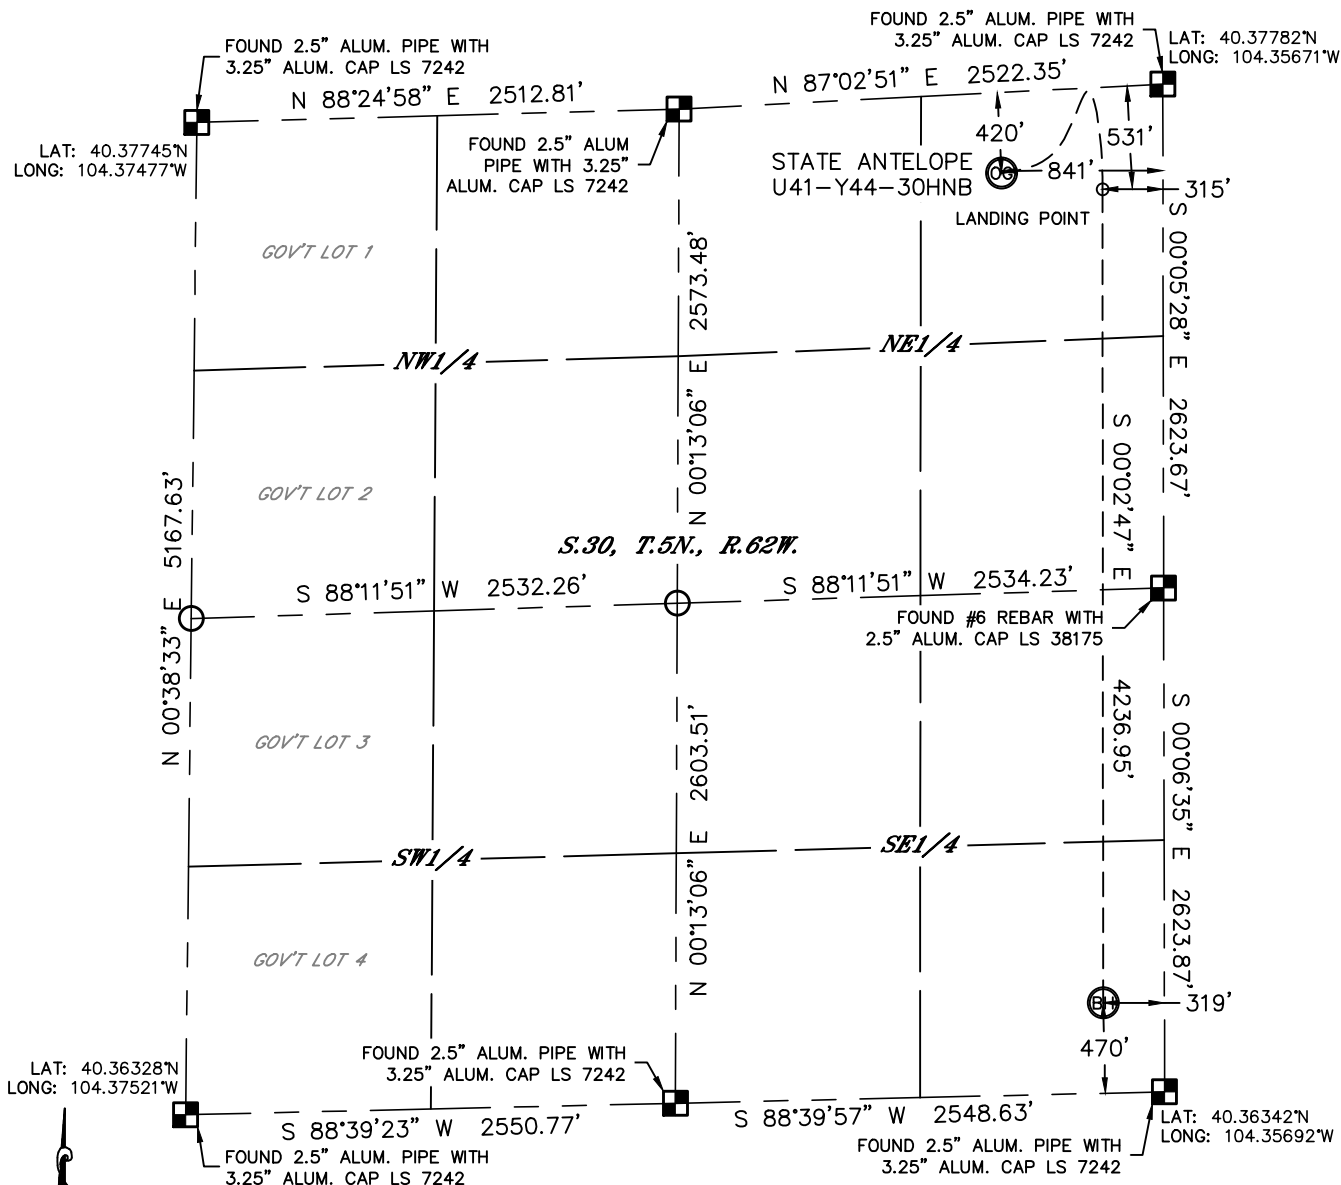 FOUND 2.5" ALUM. PIPE WITH
3.25" ALUM. CAP LS 7242
FOUND 2.5" ALUM. PIPE WITH
3.25" ALUM. CAP LS 7242
LAT: 40.37782°N
LONG: 104.35671°W
N 88°24'58" E 2512.81'
N 87°02'51" E 2522.35'
LAT: 40.37745°N
LONG: 104.37477°W
FOUND 2.5" ALUM
PIPE WITH 3.25"
ALUM. CAP LS 7242
420'
531'
STATE ANTELOPE
U41-Y44-30HNB
OG
841'
315'
LANDING POINT
GOV'T LOT 1
N 00°13'06" E 2573.48'
S 00°05'28" E 2623.67'
NW1/4
NE1/4
GOV'T LOT 2
N 00°38'33" E 5167.63'
S 00°02'47" E 4236.95'
S.30, T.5N., R.62W.
S 88°11'51" W 2532.26'
S 88°11'51" W 2534.23'
FOUND #6 REBAR WITH
2.5" ALUM. CAP LS 38175
GOV'T LOT 3
N 00°13'06" E 2603.51'
S 00°06'35" E 2623.87'
SW1/4
SE1/4
GOV'T LOT 4
BH
319'
470'
LAT: 40.36328°N
LONG: 104.37521°W
FOUND 2.5" ALUM. PIPE WITH
3.25" ALUM. CAP LS 7242
S 88°39'23" W 2550.77'
S 88°39'57" W 2548.63'
LAT: 40.36342°N
LONG: 104.35692°W
FOUND 2.5" ALUM. PIPE WITH
3.25" ALUM. CAP LS 7242
FOUND 2.5" ALUM. PIPE WITH
3.25" ALUM. CAP LS 7242